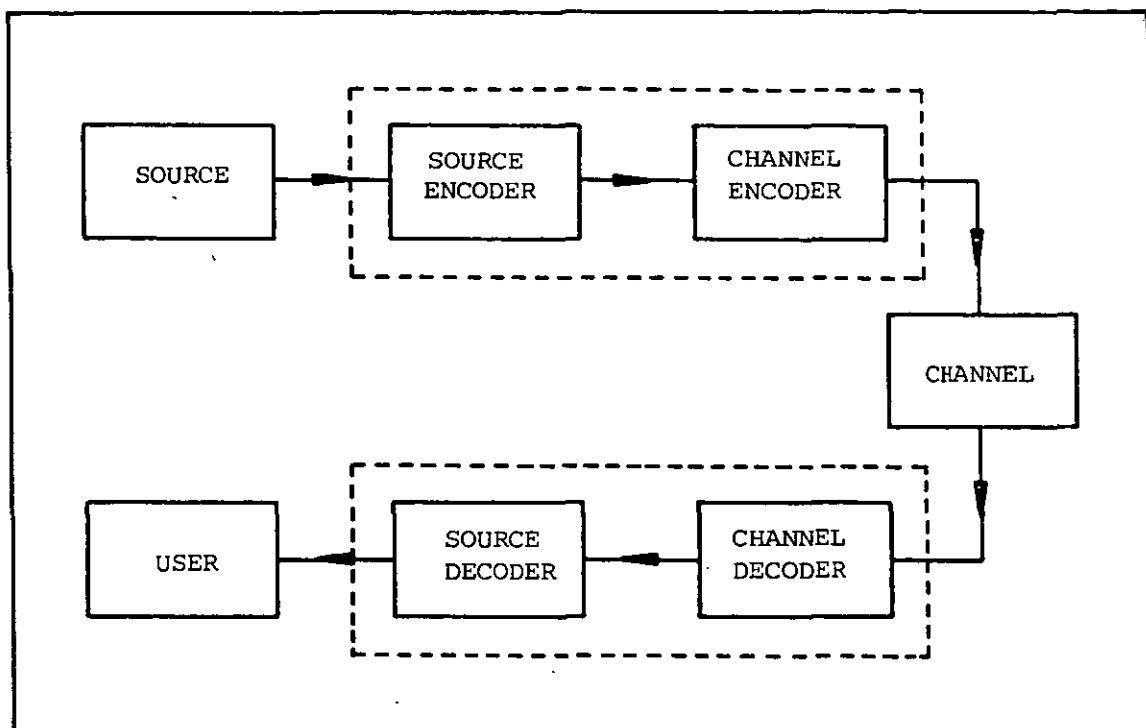 SOURCE
SOURCE
ENCODER
CHANNEL
ENCODER
CHANNEL
USER
SOURCE
DECODER
CHANNEL
DECODER